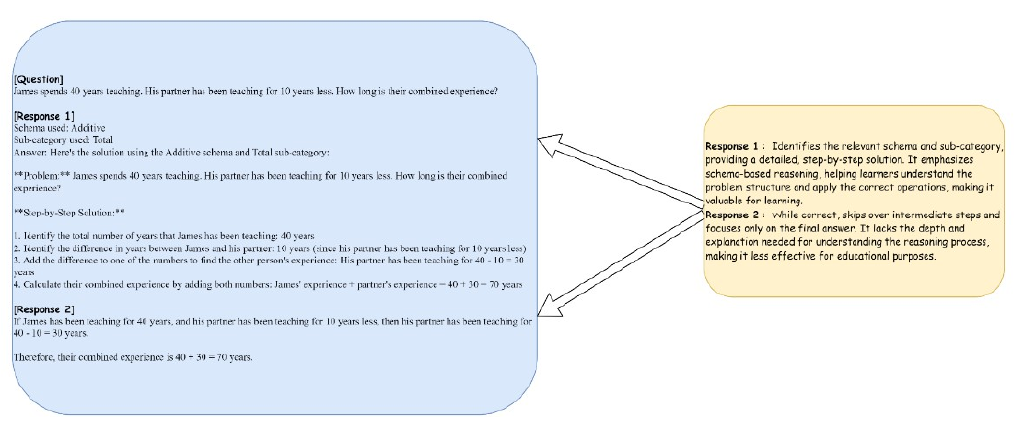 [Question]
James spends 40 years teaching. His partner has been teaching for 10 years less. How long is their combined experience?
[Response 1]
Schema used: Additive
Sub-category used: Total
Answer: Here's the solution using the Additive schema and Total sub-category:
**Problem:** James spends 40 years teaching. His partner has been teaching for 10 years less. How long is their combined
experience?
**Step-by-Step Solution:**
1. Identify the total number of years that James has been teaching: 40 years
2. Identify the difference in years between James and his partner: 10 years (since his partner has been teaching for 10 years less)
3. Add the difference to one of the numbers to find the other person's experience: His partner has been teaching for 40 - 10 = 30
years
4. Calculate their combined experience by adding both numbers: James' experience + partner's experience = 40 + 30 = 70 years
[Response 2]
If James has been teaching for 40 years, and his partner has been teaching for 10 years less, then his partner has been teaching for
40 - 10 = 30 years.
Therefore, their combined experience is 40 + 30 = 70 years.
Response 1 : Identifies the relevant schema and sub-category,
providing a detailed, step-by-step solution. It emphasizes
schema-based reasoning, helping learners understand the
problem structure and apply the correct operations, making it
valuable for learning.
Response 2 : While correct, skips over intermediate steps and
focuses only on the final answer. It lacks the depth and
explanation needed for understanding the reasoning process,
making it less effective for educational purposes.